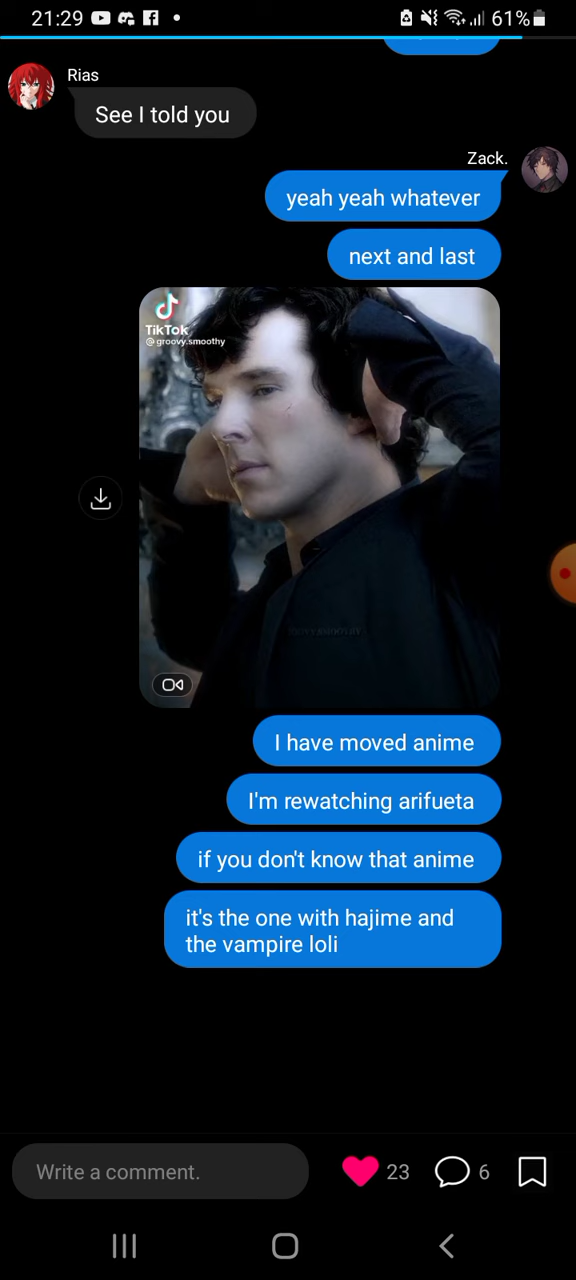 21:29
61%
Rias
See I told you
Zack.
yeah yeah whatever
next and last
TikTok
@groovy.smoothy
I have moved anime
I'm rewatching arifueta
if you don't know that anime
it's the one with hajime and
the vampire loli
Write a comment.
23
6